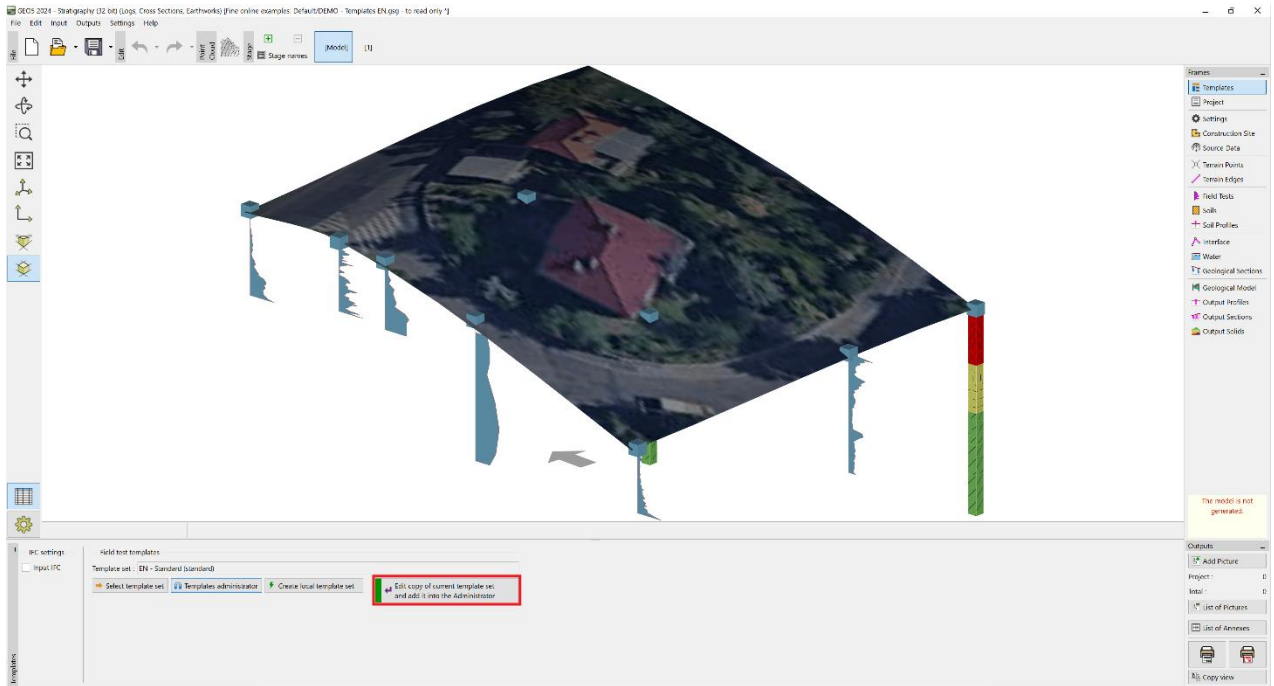 GEO5 2024 - Stratigraphy (32 bit) (Logs, Cross Sections, Earthworks) [Fine online examples: Default/DEMO - Templates EN.gsg - to read only *]
File Edit Input Outputs Settings Help
File
Edit
Point Cloud
Stage
Stage names
[Model]
[1]
Frames
Templates
Project
Settings
Construction Site
Source Data
Terrain Points
Terrain Edges
Field Tests
Soils
Soil Profiles
Interface
Water
Geological Sections
Geological Model
Output Profiles
Output Sections
Output Solids
The model is not
generated.
IFC settings
Input IFC
Field test templates
Template set : EN - Standard (standard)
Select template set
Templates administrator
Create local template set
Edit copy of current template set
and add it into the Administrator
Templates
Outputs
Add Picture
Project : 0
Total : 0
List of Pictures
List of Annexes
Copy view